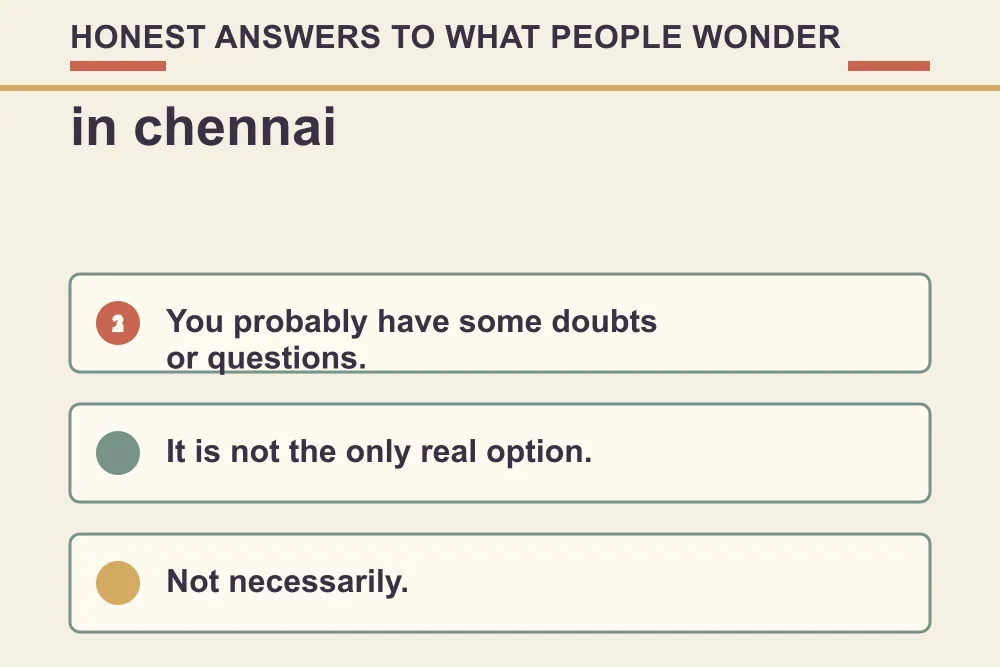 HONEST ANSWERS TO WHAT PEOPLE WONDER
in chennai
You probably have some doubts
or questions.
It is not the only real option.
Not necessarily.